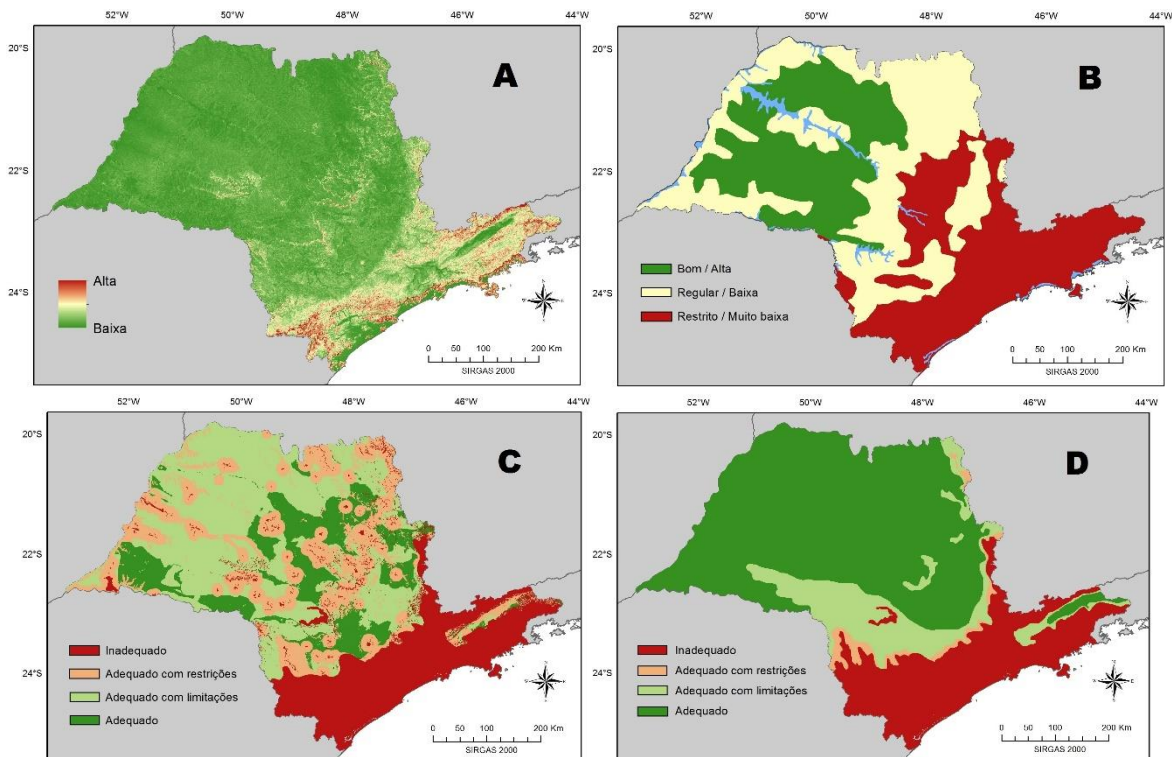 52°W 50°W 48°W 46°W 44°W
20°S
22°S
24°S
A
Alta
Baixa
0 50 100 200 Km
SIRGAS 2000
52°W 50°W 48°W 46°W 44°W
20°S
22°S
24°S
B
Bom / Alta
Regular / Baixa
Restrito / Muito baixa
0 50 100 200 Km
SIRGAS 2000
52°W 50°W 48°W 46°W 44°W
20°S
22°S
24°S
C
Inadequado
Adequado com restrições
Adequado com limitações
Adequado
0 50 100 200 Km
SIRGAS 2000
52°W 50°W 48°W 46°W 44°W
20°S
22°S
24°S
D
Inadequado
Adequado com restrições
Adequado com limitações
Adequado
0 50 100 200 Km
SIRGAS 2000